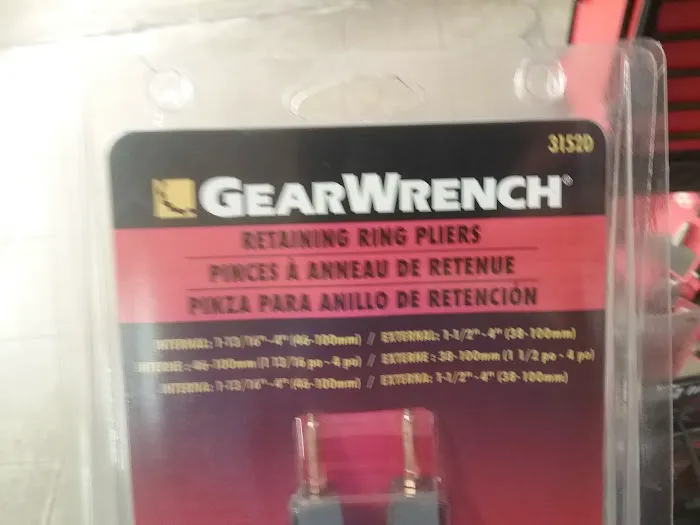 3152D
GEARWRENCH®
RETAINING RING PLIERS
PINCES À ANNEAU DE RETENUE
PINZA PARA ANILLO DE RETENCIÓN
INTERNAL: 1-13/16" - 4" (46-100mm) / EXTERNAL: 1-1/2" - 4" (38-100mm)
INTERNE : 46-100mm (1 13/16 po - 4 po) / EXTERNE : 38-100mm (1 1/2 po - 4 po)
INTERNA: 1-13/16" - 4" (46-100mm) / EXTERNA: 1-1/2" - 4" (38-100mm)